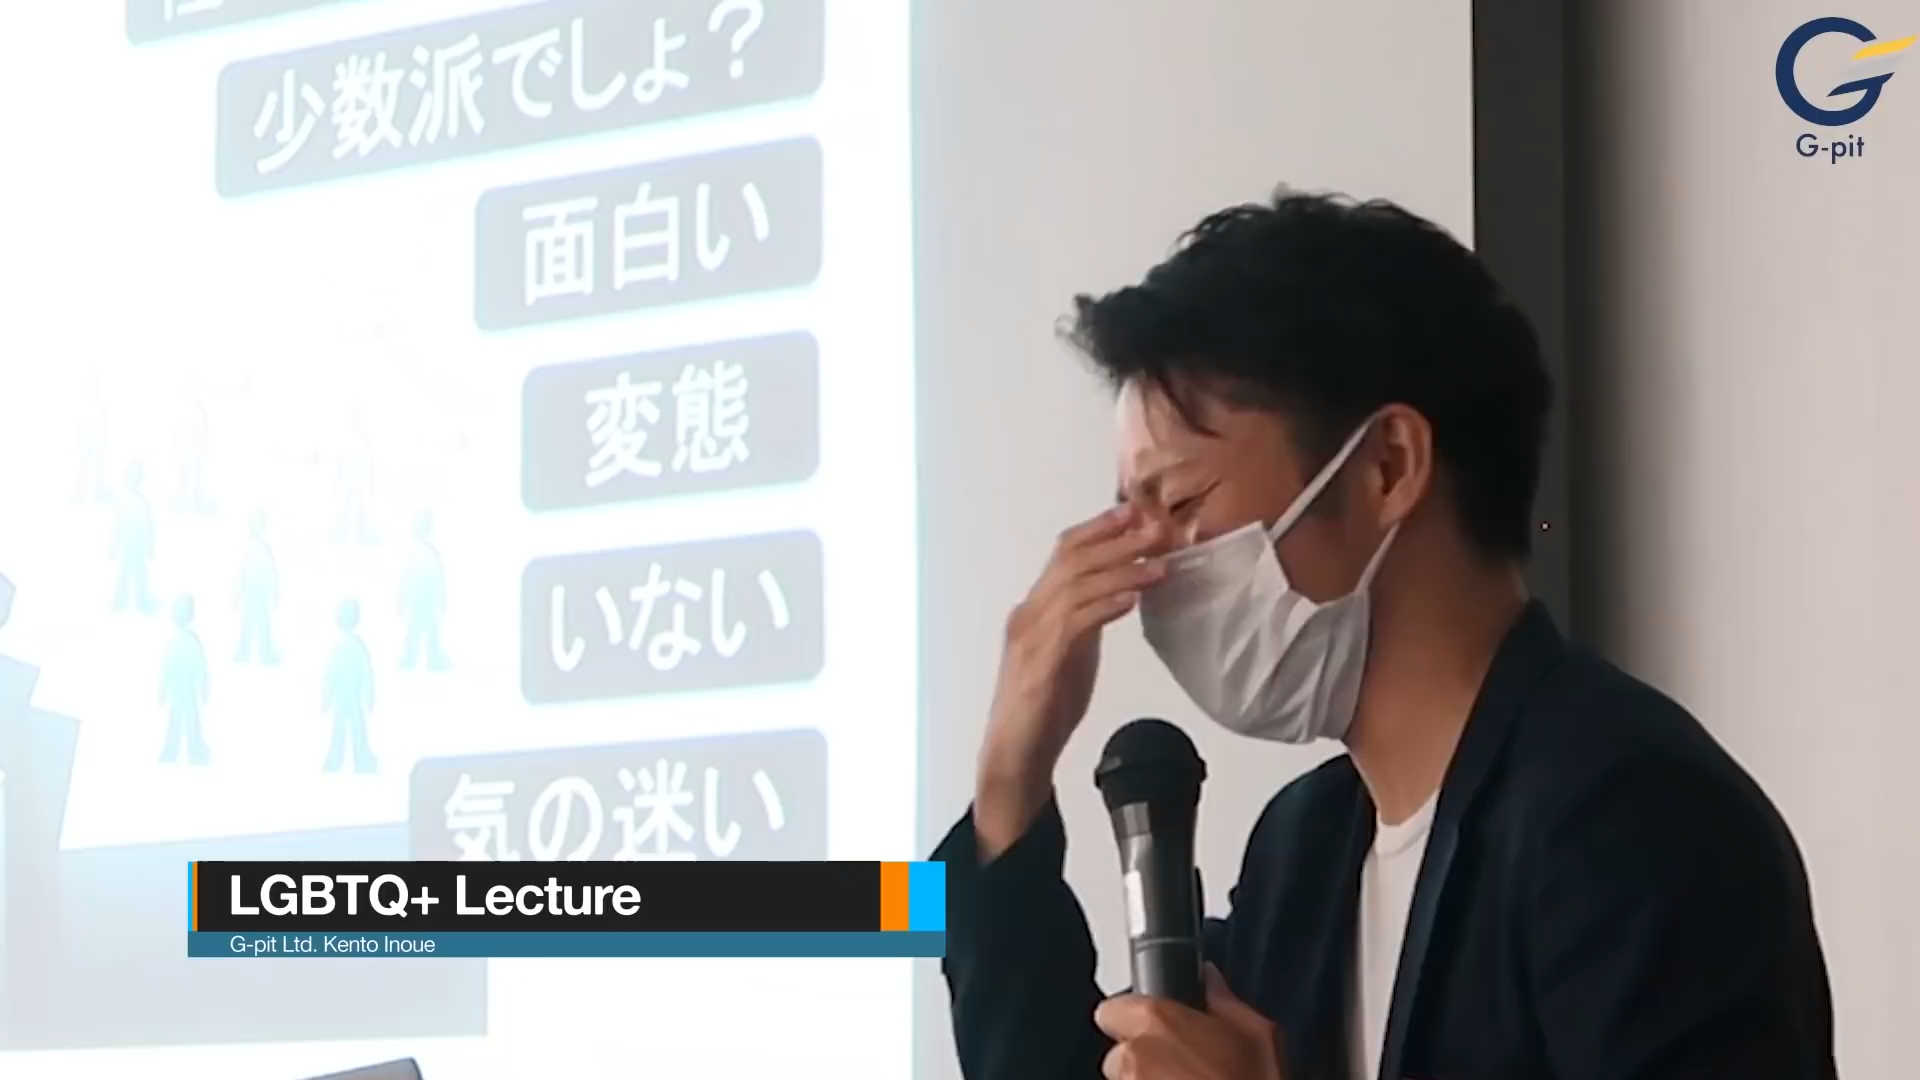 少数派でしょ？
面白い
変態
いない
気の迷い
G-pit
LGBTQ+ Lecture
G-pit Ltd. Kento Inoue